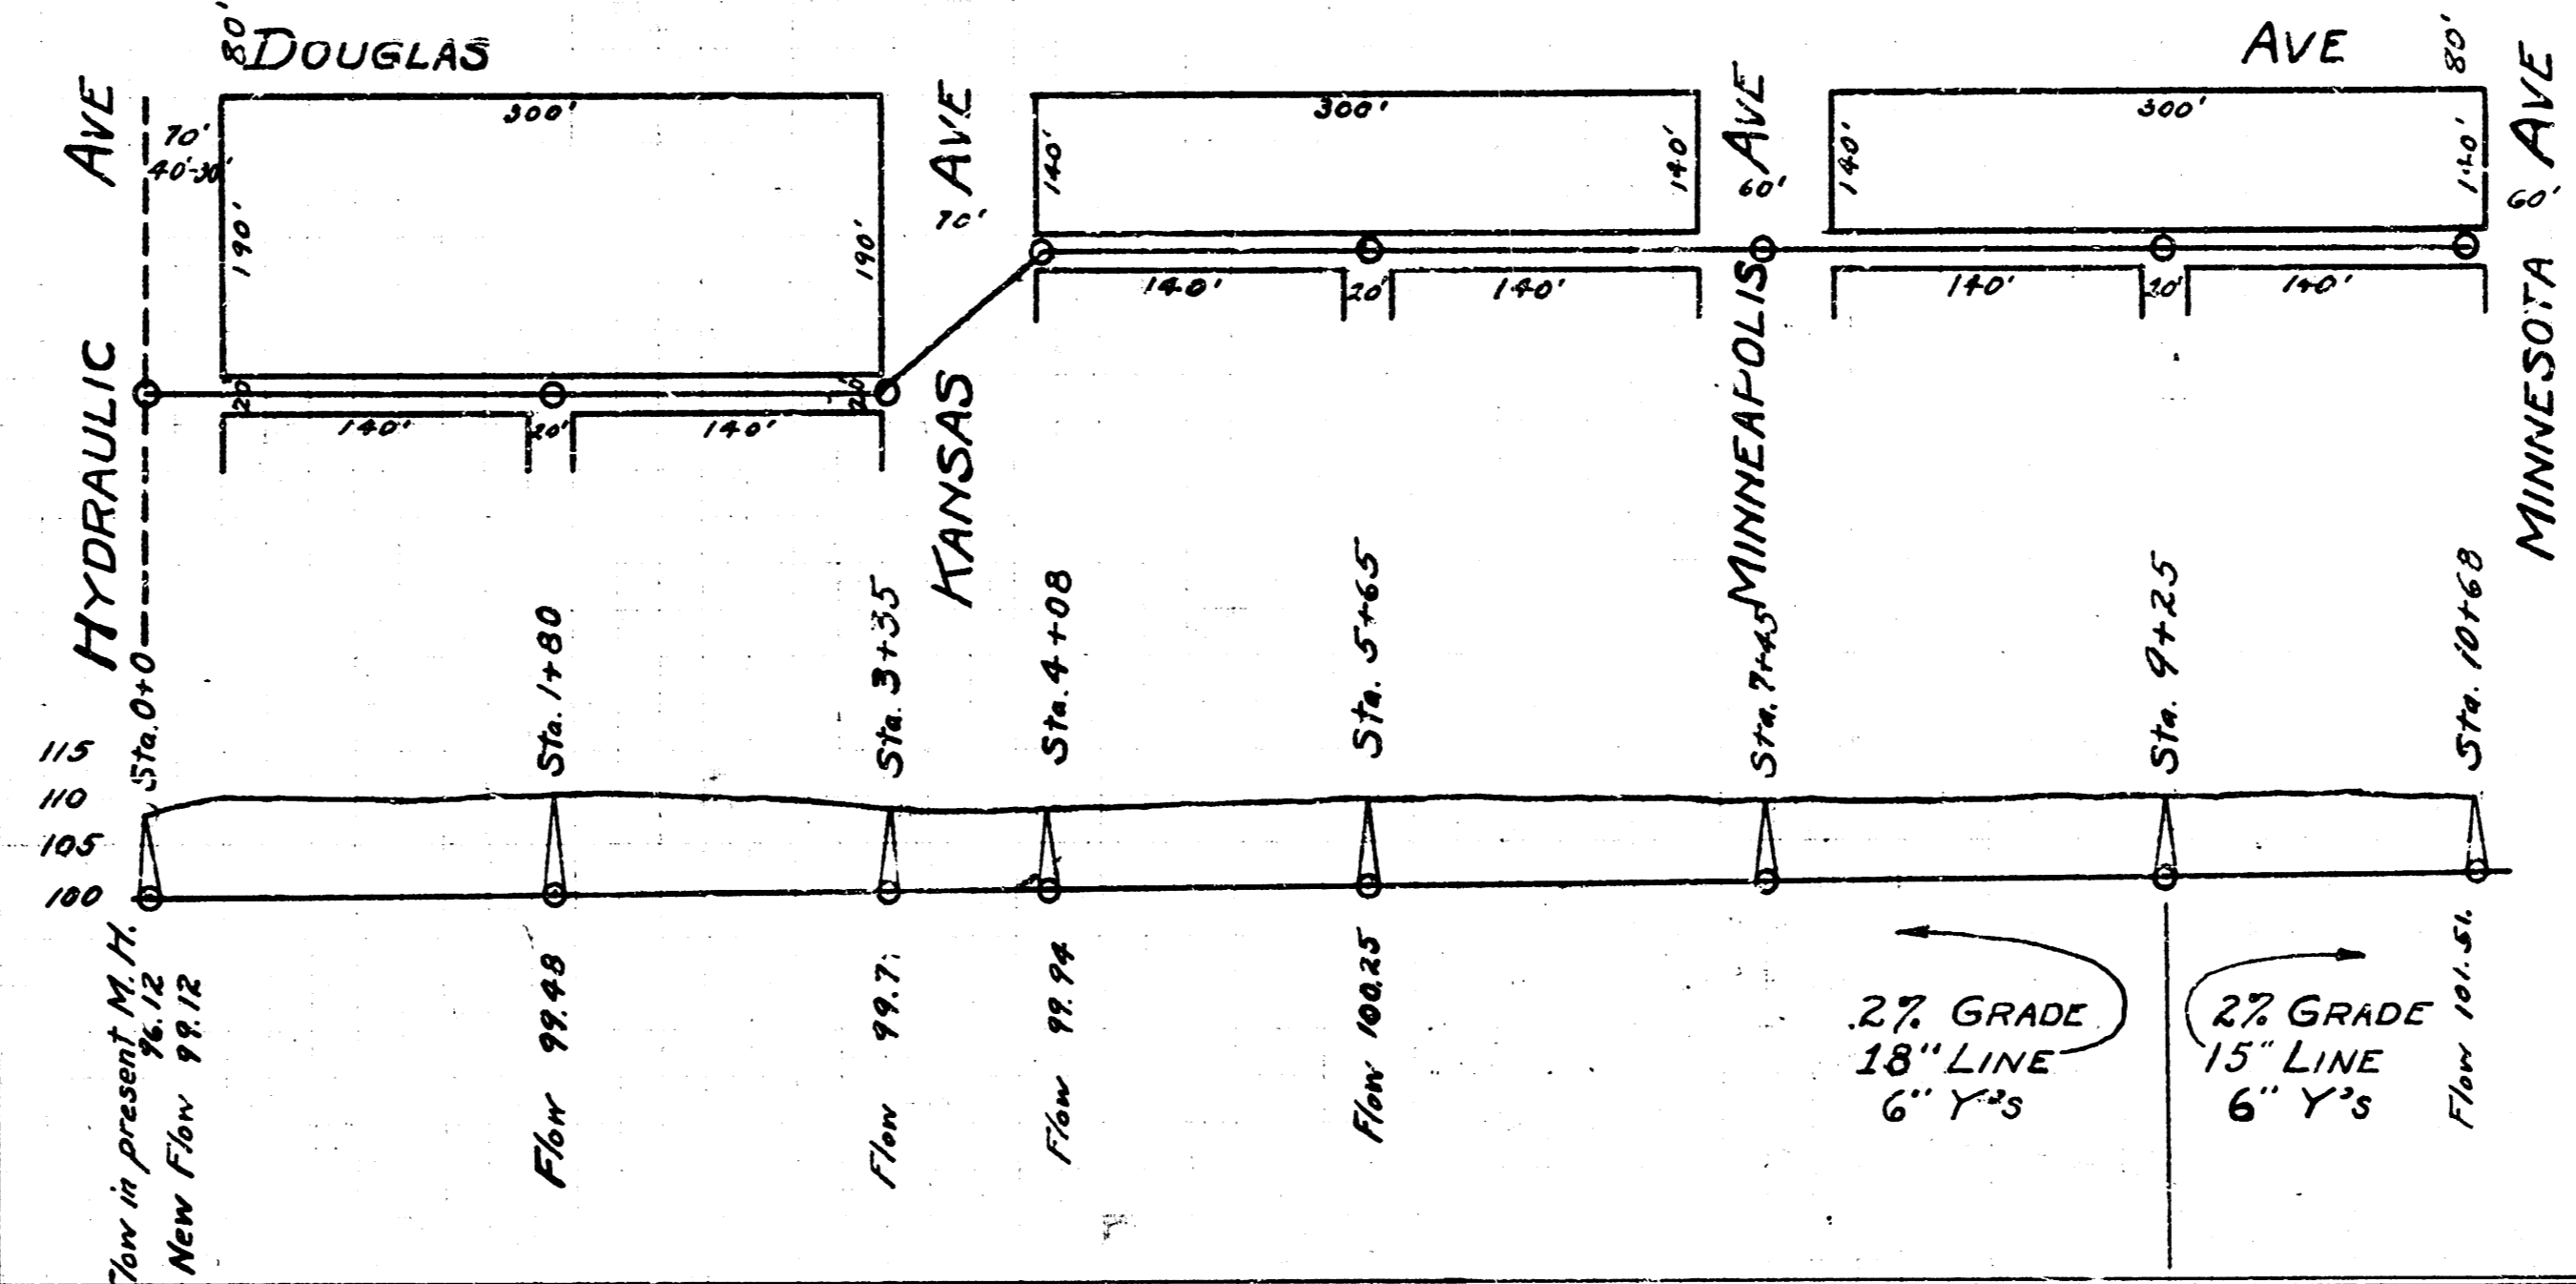 DOUGLAS AVE
80'
80'
HYDRAULIC AVE
70'
40'-30'
300'
190'
190'
20'
20'
140'
20'
140'
KANSAS AVE
70'
300'
140'
140'
140'
20'
140'
MINNEAPOLIS AVE
60'
300'
140'
140'
140'
20'
140'
MINNESOTA AVE
60'
Sta. 0+0
Sta. 1+80
Sta. 3+35
Sta. 4+08
Sta. 5+65
Sta. 7+45
Sta. 9+25
Sta. 10+68
115
110
105
100
Flow in present M.H.
96.12
New Flow 99.12
Flow 99.48
Flow 99.7
Flow 99.94
Flow 100.25
.2% GRADE
18" LINE
6" Y's
2% GRADE
15" LINE
6" Y's
Flow 101.51